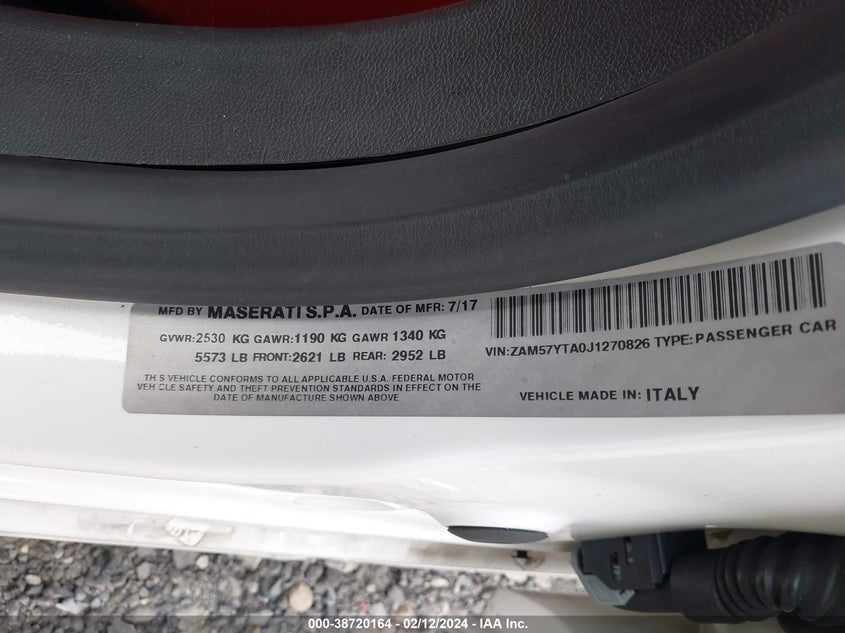 MFD BY MASERATI S.P.A. DATE OF MFR: 7/17
GVWR:2530 KG GAWR:1190 KG GAWR 1340 KG
5573 LB FRONT:2621 LB REAR: 2952 LB
TH S VEHICLE CONFORMS TO ALL APPLICABLE U.S.A. FEDERAL MOTOR
VEH CLE SAFETY AND THEFT PREVENTION STANDARDS IN EFFECT ON THE
DATE OF MANUFACTURE SHOWN ABOVE
VIN:ZAM57YTA0J1270826 TYPE:PASSENGER CAR
VEHICLE MADE IN: ITALY
000-38720164 - 02/12/2024 - IAA Inc.